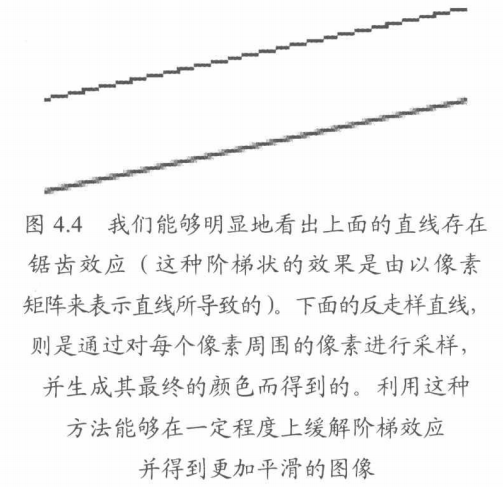 图 4.4 我们能够明显地看出上面的直线存在
锯齿效应（这种阶梯状的效果是由以像素
矩阵来表示直线所导致的）。下面的反走样直线，
则是通过对每个像素周围的像素进行采样，
并生成其最终的颜色而得到的。利用这种
方法能够在一定程度上缓解阶梯效应
并得到更加平滑的图像